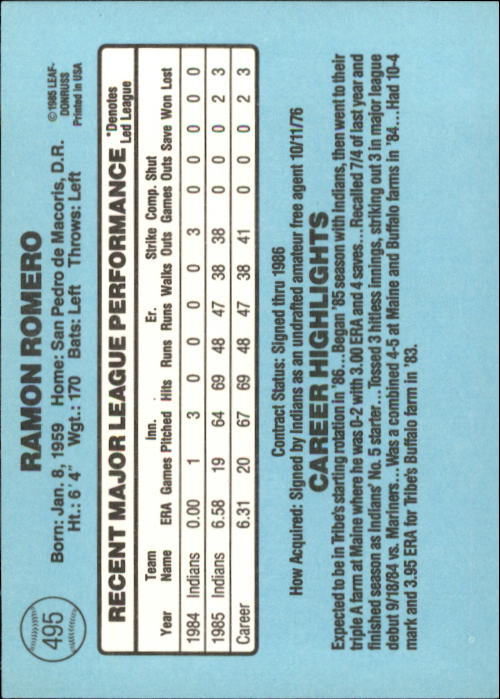 495
RAMON ROMERO
©1985 LEAF-
DONRUSS
Printed in USA
Born: Jan. 8, 1959 Home: San Pedro de Macoris, D.R.
Ht.: 6' 4" Wgt.: 170 Bats: Left Throws: Left
RECENT MAJOR LEAGUE PERFORMANCE *Denotes
Led League
Team Inn. Er. Strike Comp. Shut
Year Name ERA Games Pitched Hits Runs Runs Walks Outs Games Outs Save Won Lost
1984 Indians 0.00 1 3 0 0 0 0 3 0 0 0 0 0
1985 Indians 6.58 19 64 69 48 47 38 38 0 0 0 2 3
Career 6.31 20 67 69 48 47 38 41 0 0 0 2 3
Contract Status: Signed thru 1986
How Acquired: Signed by Indians as an undrafted amateur free agent 10/11/76
CAREER HIGHLIGHTS
Expected to be in Tribe's starting rotation in '86... Began '85 season with Indians, then went to their
triple A farm at Maine where he was 0-2 with 3.00 ERA and 4 saves... Recalled 7/4 of last year and
finished season as Indians' No. 5 starter... Tossed 3 hitless innings, striking out 3 in major league
debut 9/18/84 vs. Mariners... Was a combined 4-5 at Maine and Buffalo farms in '84... Had 10-4
mark and 3.95 ERA for Tribe's Buffalo farm in '83.